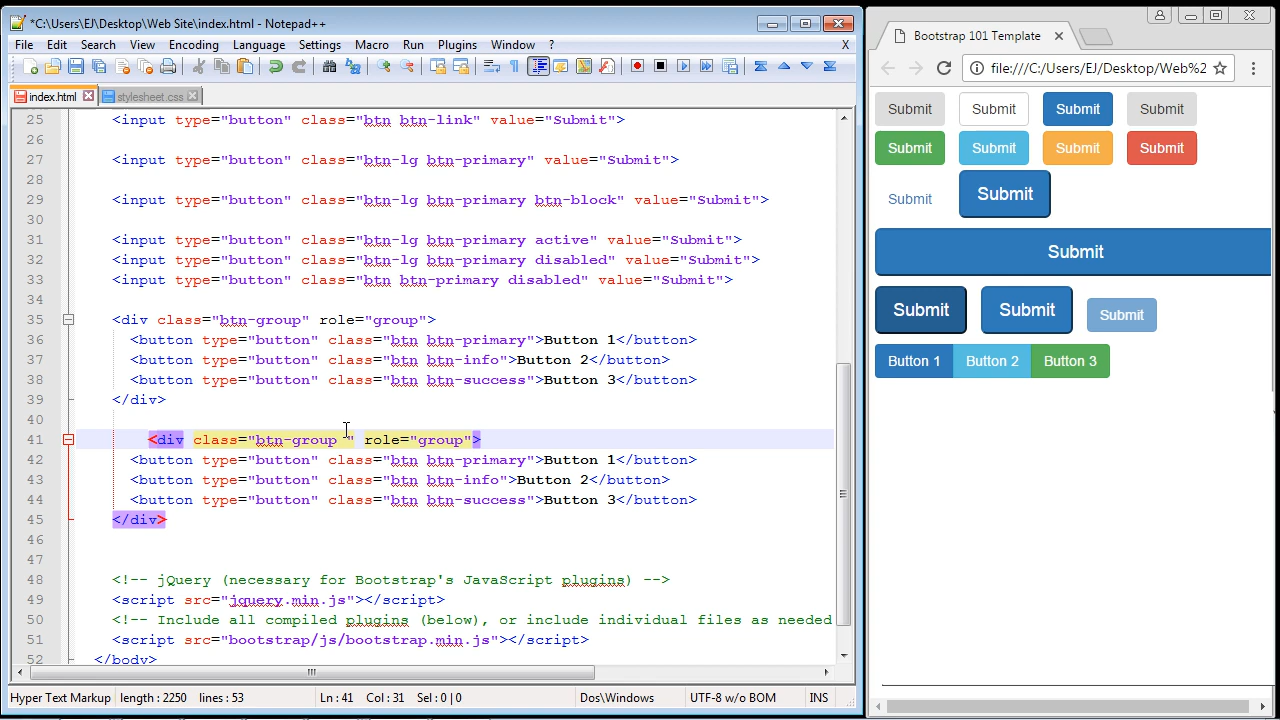 *C:\Users\EJ\Desktop\Web Site\index.html - Notepad++
File Edit Search View Encoding Language Settings Macro Run Plugins Window ? X
index.html stylesheet.css
25 <input type="button" class="btn btn-link" value="Submit">
26
27 <input type="button" class="btn-lg btn-primary" value="Submit">
28
29 <input type="button" class="btn-lg btn-primary btn-block" value="Submit">
30
31 <input type="button" class="btn-lg btn-primary active" value="Submit">
32 <input type="button" class="btn-lg btn-primary disabled" value="Submit">
33 <input type="button" class="btn btn-primary disabled" value="Submit">
34
35 <div class="btn-group" role="group">
36 <button type="button" class="btn btn-primary">Button 1</button>
37 <button type="button" class="btn btn-info">Button 2</button>
38 <button type="button" class="btn btn-success">Button 3</button>
39 </div>
40
41 <div class="btn-group " role="group">
42 <button type="button" class="btn btn-primary">Button 1</button>
43 <button type="button" class="btn btn-info">Button 2</button>
44 <button type="button" class="btn btn-success">Button 3</button>
45 </div>
46
47
48 <!-- jQuery (necessary for Bootstrap's JavaScript plugins) -->
49 <script src="jquery.min.js"></script>
50 <!-- Include all compiled plugins (below), or include individual files as needed
51 <script src="bootstrap/js/bootstrap.min.js"></script>
52 </body>
Hyper Text Markup length : 2250 lines : 53 Ln : 41 Col : 31 Sel : 0 | 0 Dos\Windows UTF-8 w/o BOM INS
Bootstrap 101 Template
file:///C:/Users/EJ/Desktop/Web%2
Submit Submit Submit Submit
Submit Submit Submit Submit
Submit Submit
Submit
Submit Submit Submit
Button 1 Button 2 Button 3